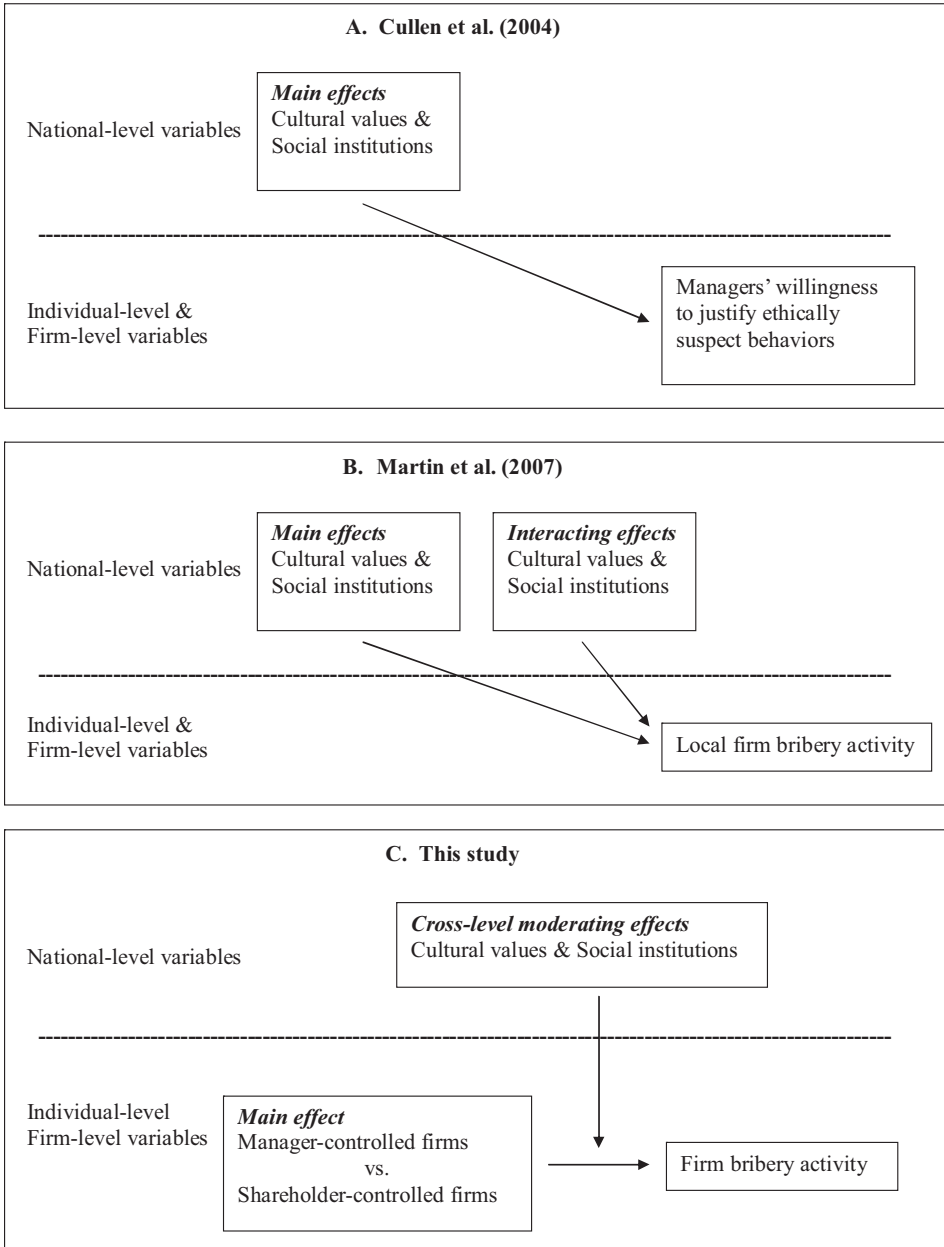 A. Cullen et al. (2004)
Main effects
Cultural values &
Social institutions
National-level variables
Individual-level &
Firm-level variables
Managers' willingness
to justify ethically
suspect behaviors
B. Martin et al. (2007)
Main effects
Cultural values &
Social institutions
Interacting effects
Cultural values &
Social institutions
National-level variables
Individual-level &
Firm-level variables
Local firm bribery activity
C. This study
Cross-level moderating effects
Cultural values & Social institutions
National-level variables
Individual-level
Firm-level variables
Main effect
Manager-controlled firms
vs.
Shareholder-controlled firms
Firm bribery activity